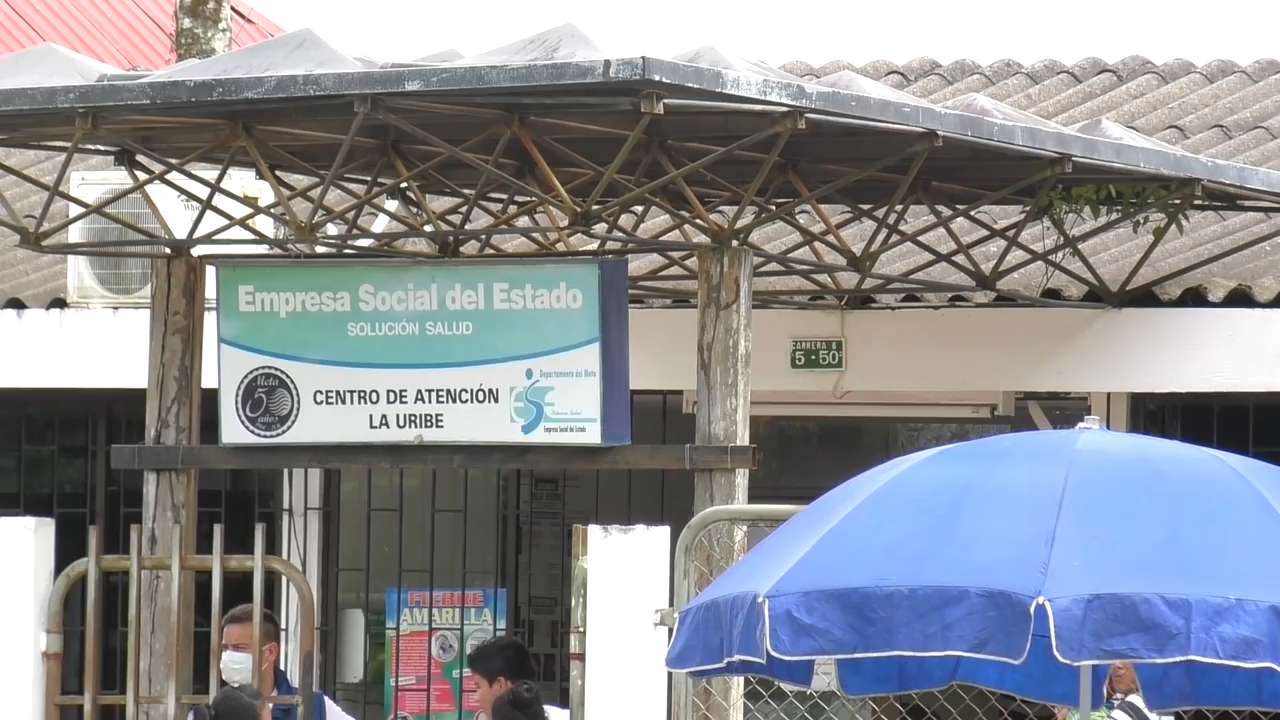 Empresa Social del Estado
SOLUCIÓN SALUD
Meta
50
años
CENTRO DE ATENCIÓN
LA URIBE
Departamento del Meta
Empresa Social del Estado
CARRERA 6
5-50
FIEBRE
AMARILLA